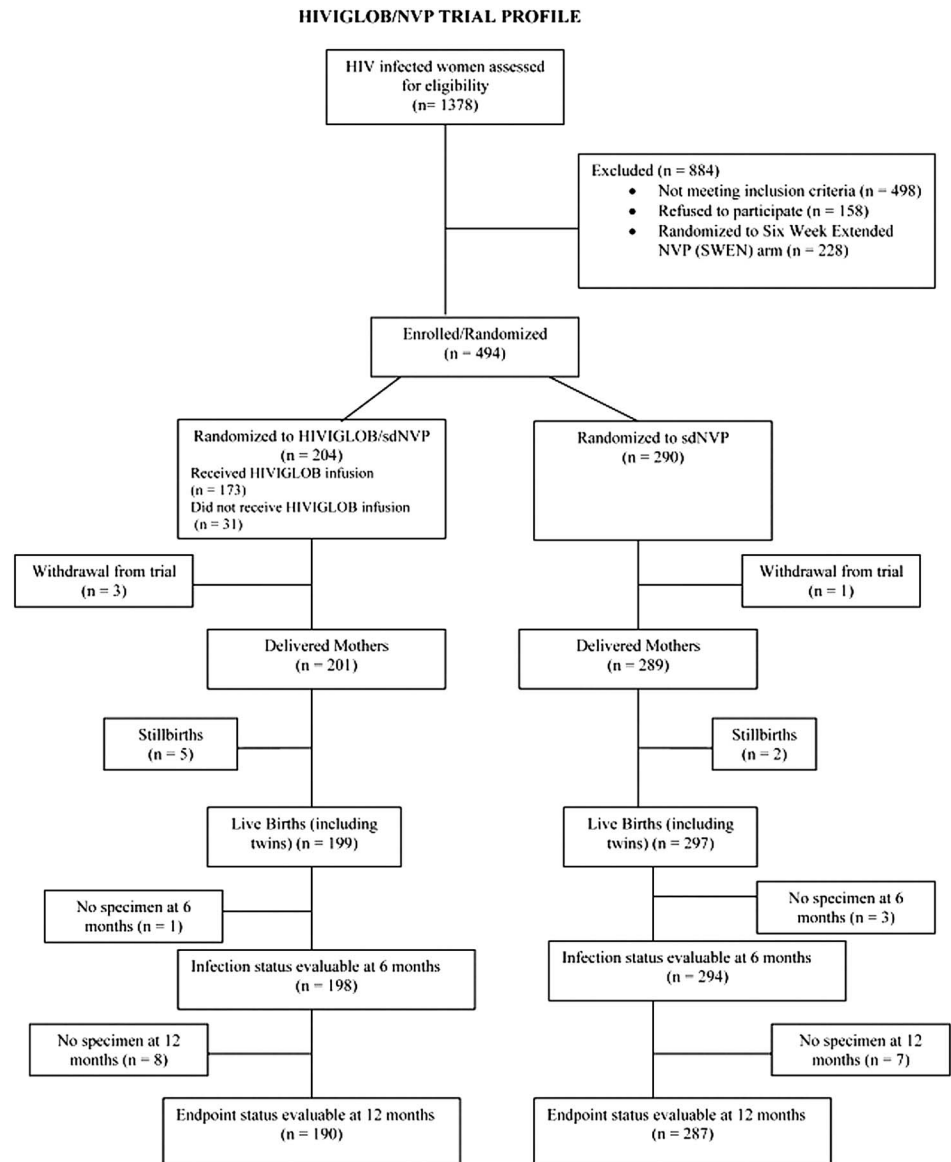 HIVIGLOB/NVP TRIAL PROFILE
HIV infected women assessed
for eligibility
(n= 1378)
Excluded (n = 884)
• Not meeting inclusion criteria (n = 498)
• Refused to participate (n = 158)
• Randomized to Six Week Extended
NVP (SWEN) arm (n = 228)
Enrolled/Randomized
(n = 494)
Randomized to HIVIGLOB/sdNVP
(n = 204)
Received HIVIGLOB infusion
(n = 173)
Did not receive HIVIGLOB infusion
(n = 31)
Randomized to sdNVP
(n = 290)
Withdrawal from trial
(n = 3)
Withdrawal from trial
(n = 1)
Delivered Mothers
(n = 201)
Delivered Mothers
(n = 289)
Stillbirths
(n = 5)
Stillbirths
(n = 2)
Live Births (including
twins) (n = 199)
Live Births (including
twins) (n = 297)
No specimen at 6
months (n = 1)
No specimen at 6
months (n = 3)
Infection status evaluable at 6 months
(n = 198)
Infection status evaluable at 6 months
(n = 294)
No specimen at 12
months (n = 8)
No specimen at 12
months (n = 7)
Endpoint status evaluable at 12 months
(n = 190)
Endpoint status evaluable at 12 months
(n = 287)